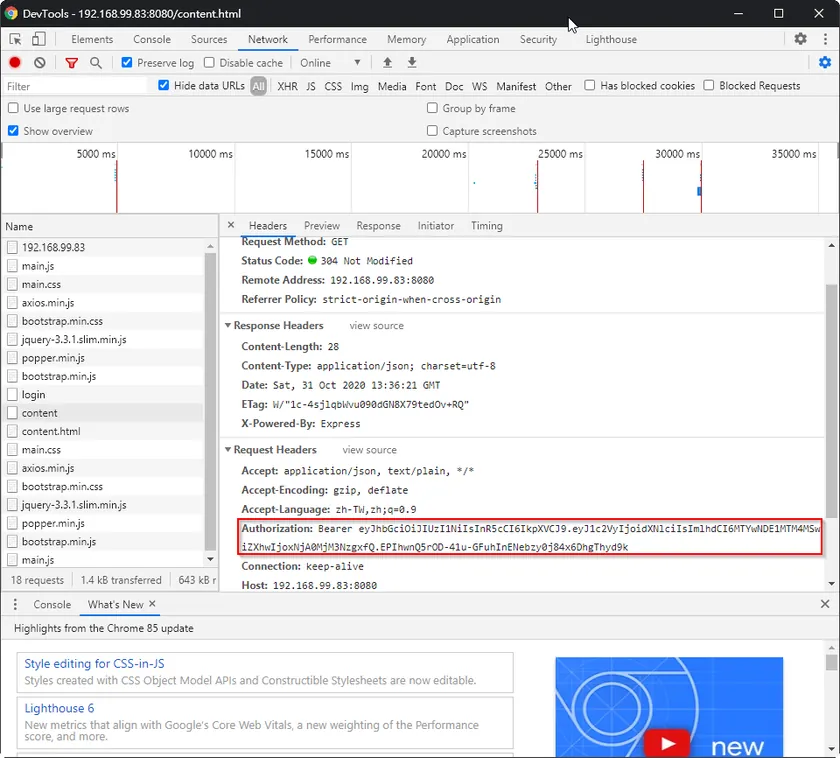 DevTools - 192.168.99.83:8080/content.html
Elements Console Sources Network Performance Memory Application Security Lighthouse
Preserve log Disable cache Online
Filter Hide data URLs All XHR JS CSS Img Media Font Doc WS Manifest Other Has blocked cookies Blocked Requests
Use large request rows Group by frame
Show overview Capture screenshots
5000 ms 10000 ms 15000 ms 20000 ms 25000 ms 30000 ms 35000 ms
Name
192.168.99.83
main.js
main.css
axios.min.js
bootstrap.min.css
jquery-3.3.1.slim.min.js
popper.min.js
bootstrap.min.js
login
content
content.html
main.css
axios.min.js
bootstrap.min.css
jquery-3.3.1.slim.min.js
popper.min.js
bootstrap.min.js
main.js
18 requests 1.4 kB transferred 643 kB r
Headers Preview Response Initiator Timing
Request Method: GET
Status Code: 304 Not Modified
Remote Address: 192.168.99.83:8080
Referrer Policy: strict-origin-when-cross-origin
Response Headers view source
Content-Length: 28
Content-Type: application/json; charset=utf-8
Date: Sat, 31 Oct 2020 13:36:21 GMT
ETag: W/"1c-4sjlqbWvu090dGN8X79tedOv+RQ"
X-Powered-By: Express
Request Headers view source
Accept: application/json, text/plain, */*
Accept-Encoding: gzip, deflate
Accept-Language: zh-TW,zh;q=0.9
Authorization: Bearer eyJhbGciOiJIUzI1NiIsInR5cCI6IkpXVCJ9.eyJ1c2VyIjoidXNlciIsImlhdCI6MTYwNDE1MTM4MSw
iZXhwIjoxNjA0MjM3NzgxfQ.EPIhwnQ5rOD-41u-GFuhInENebzy0j84x6DhgThyd9k
Connection: keep-alive
Host: 192.168.99.83:8080
Console What's New
Highlights from the Chrome 85 update
Style editing for CSS-in-JS
Styles created with CSS Object Model APIs and Constructible Stylesheets are now editable.
Lighthouse 6
New metrics that align with Google's Core Web Vitals, a new weighting of the Performance
score, and more.
new